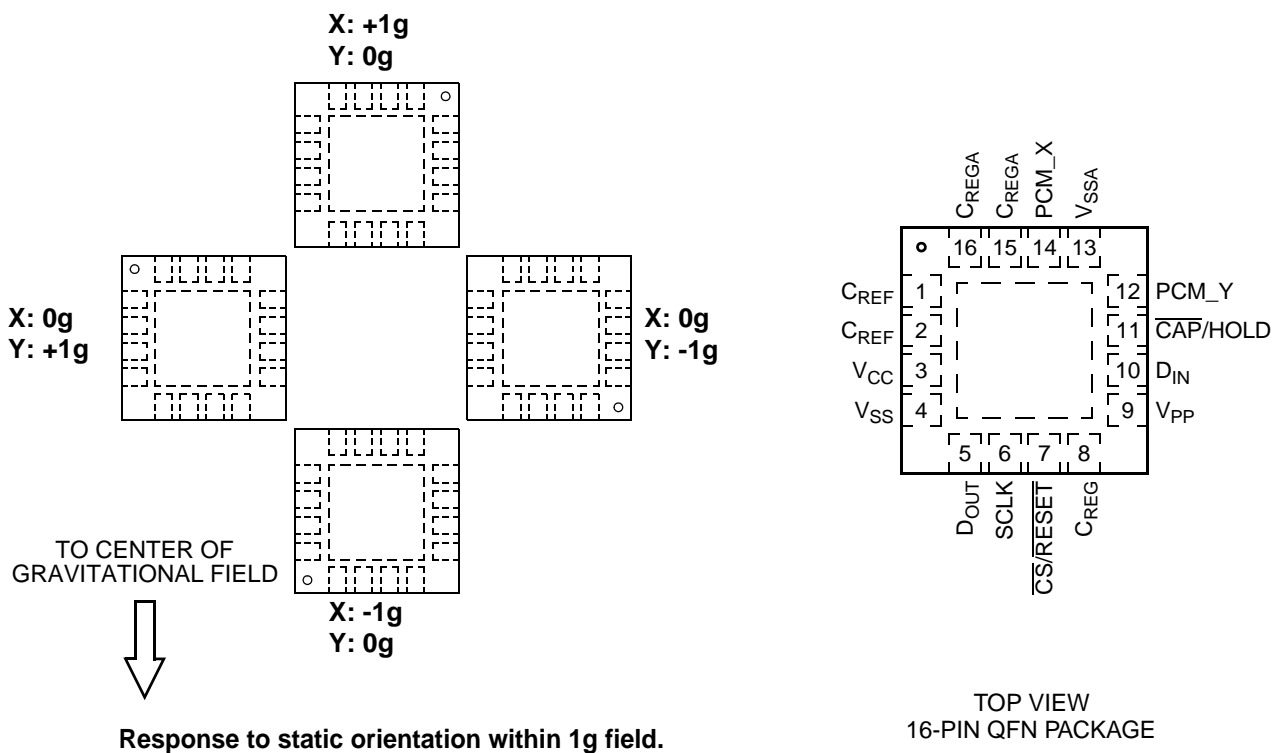 X: +1g
Y: 0g
X: 0g
Y: +1g
X: 0g
Y: -1g
X: -1g
Y: 0g
TO CENTER OF
GRAVITATIONAL FIELD
Response to static orientation within 1g field.
CREGA
CREGA
PCM_X
VSSA
16
15
14
13
CREF 1
CREF 2
VCC 3
VSS 4
12 PCM_Y
11 C̅A̅P̅/HOLD
10 DIN
9 VPP
5
6
7
8
DOUT
SCLK
C̅S̅/R̅E̅S̅E̅T̅
CREG
TOP VIEW
16-PIN QFN PACKAGE